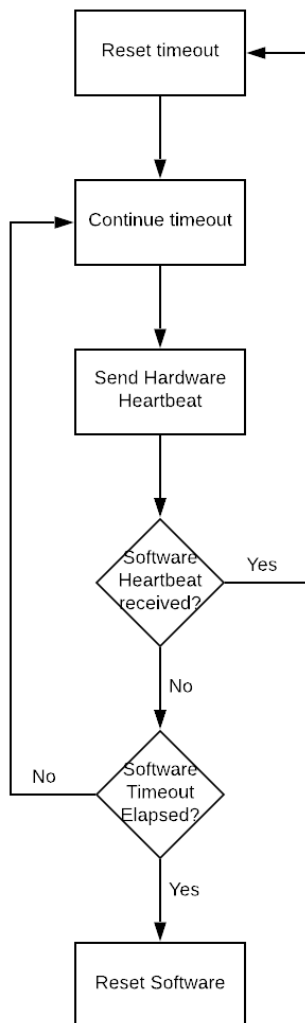 Reset timeout
Continue timeout
Send Hardware
Heartbeat
Software
Heartbeat
received?
Yes
No
Software
Timeout
Elapsed?
No
Yes
Reset Software